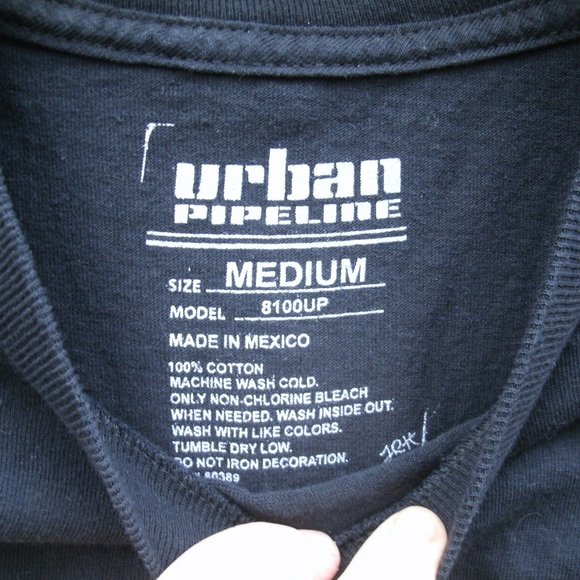 urban
PIPELINE
SIZE MEDIUM
MODEL 8100UP
MADE IN MEXICO
100% COTTON
MACHINE WASH COLD.
ONLY NON-CHLORINE BLEACH
WHEN NEEDED. WASH INSIDE OUT.
WASH WITH LIKE COLORS.
TUMBLE DRY LOW.
DO NOT IRON DECORATION.
80389